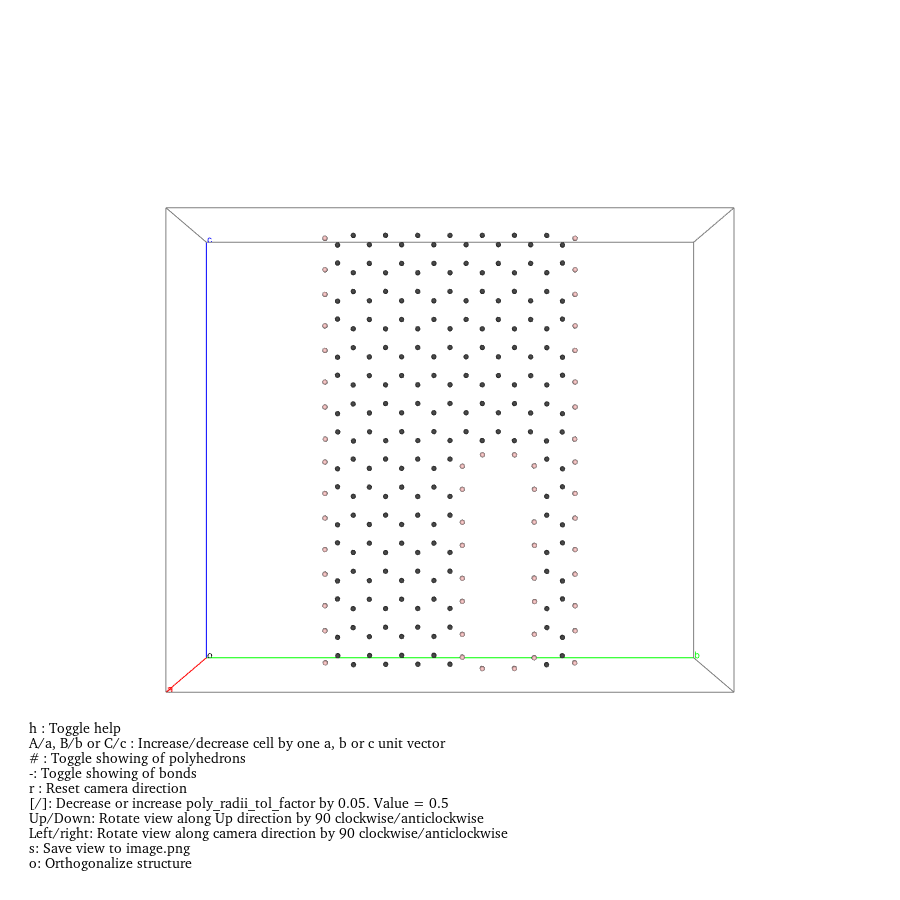 c
o
b
a
h : Toggle help
A/a, B/b or C/c : Increase/decrease cell by one a, b or c unit vector
# : Toggle showing of polyhedrons
-: Toggle showing of bonds
r : Reset camera direction
[/]: Decrease or increase poly_radii_tol_factor by 0.05. Value = 0.5
Up/Down: Rotate view along Up direction by 90 clockwise/anticlockwise
Left/right: Rotate view along camera direction by 90 clockwise/anticlockwise
s: Save view to image.png
o: Orthogonalize structure